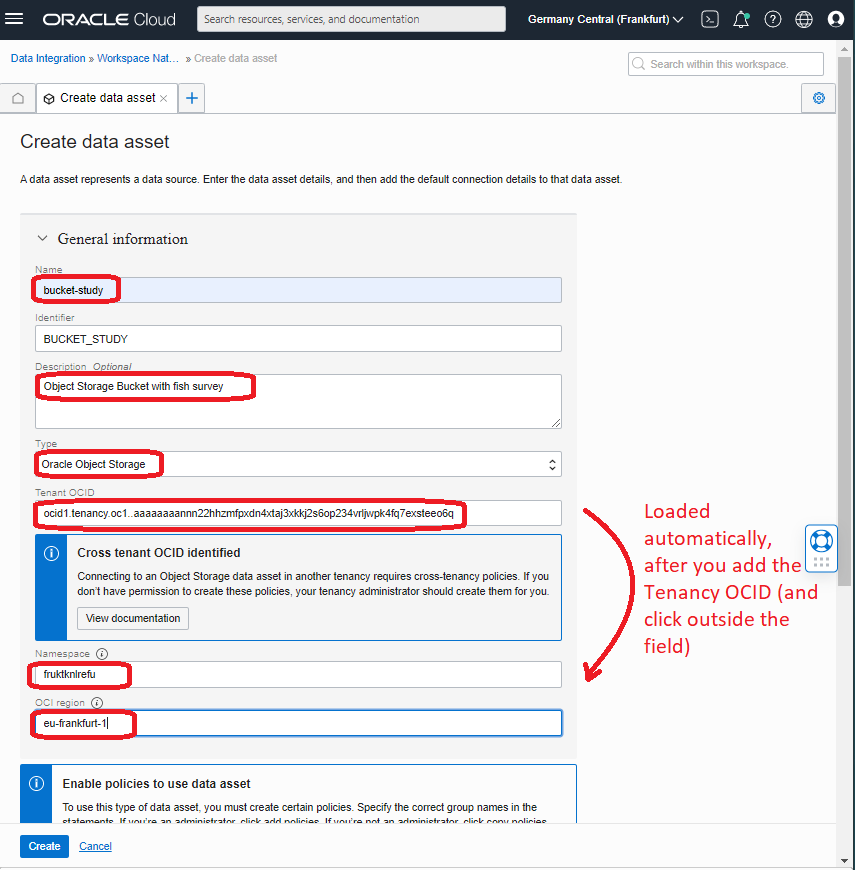 ORACLE Cloud
Search resources, services, and documentation
Germany Central (Frankfurt)
Data Integration » Workspace Nat... » Create data asset
Search within this workspace.
Create data asset
Create data asset
A data asset represents a data source. Enter the data asset details, and then add the default connection details to that data asset.
General information
Name
bucket-study
Identifier
BUCKET_STUDY
Description Optional
Object Storage Bucket with fish survey
Type
Oracle Object Storage
Tenant OCID
ocid1.tenancy.oc1..aaaaaaaannn22hhzmfpxdn4xtaj3xkkj2s6op234vrljwpk4fq7exsteeo6q
Cross tenant OCID identified
Connecting to an Object Storage data asset in another tenancy requires cross-tenancy policies. If you
don't have permission to create these policies, your tenancy administrator should create them for you.
View documentation
Namespace
fruktknlrefu
OCI region
eu-frankfurt-1
Loaded
automatically,
after you add the
Tenancy OCID (and
click outside the
field)
Enable policies to use data asset
To use this type of data asset, you must create certain policies. Specify the correct group names in the
statements. If you're an administrator, click add policies. If you're not an administrator, click copy policies
Create
Cancel